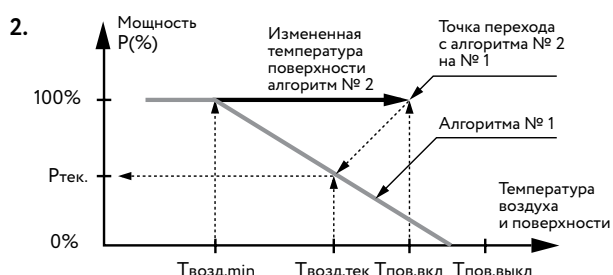 2.
Мощность
P(%)
Измененная
температура
поверхности
алгоритм № 2
Точка перехода
с алгоритма № 2
на № 1
100%
Алгоритма № 1
Pтек.
Температура
воздуха
и поверхности
0%
Tвозд.min Tвозд.тек Tпов.вкл Tпов.выкл